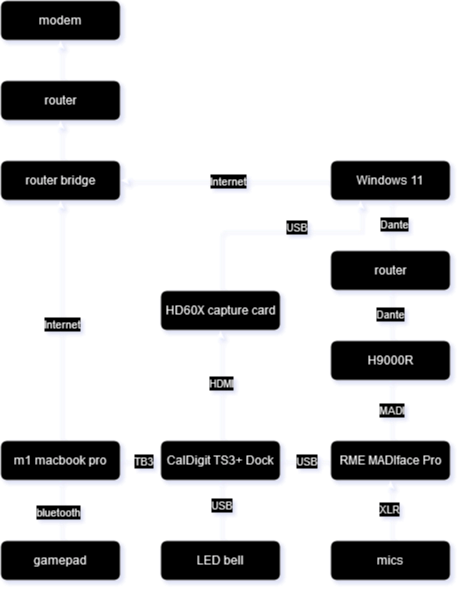 modem
router
router bridge
Internet
Windows 11
USB
Dante
router
HD60X capture card
Dante
Internet
H9000R
HDMI
MADI
m1 macbook pro
TB3
CalDigit TS3+ Dock
USB
RME MADIface Pro
bluetooth
USB
XLR
gamepad
LED bell
mics